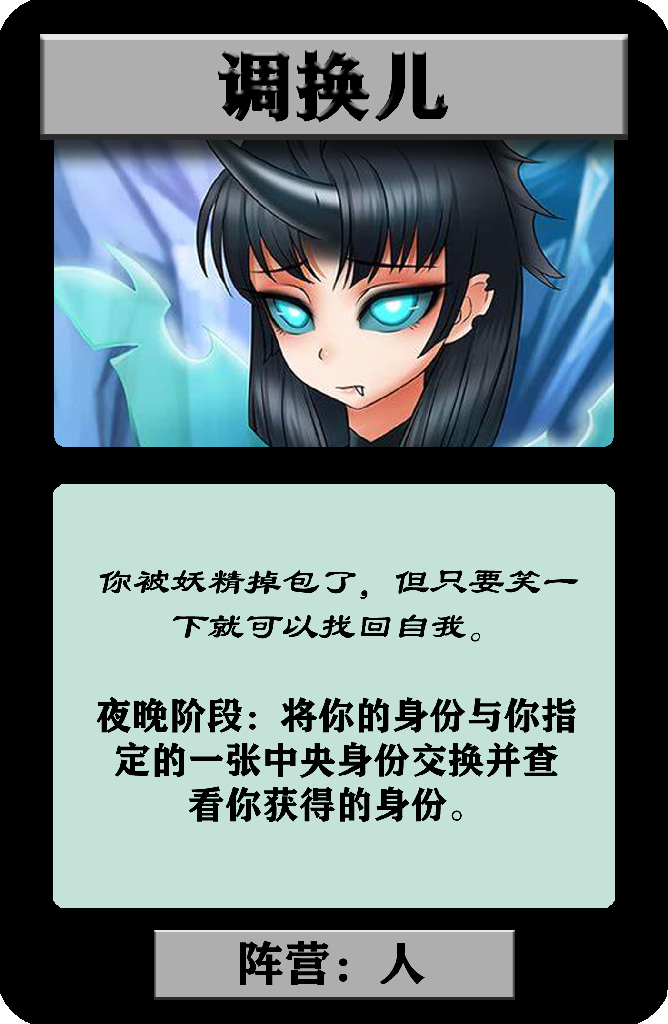 调换儿
你被妖精掉包了，但只要笑一
下就可以找回自我。
夜晚阶段：将你的身份与你指
定的一张中央身份交换并查
看你获得的身份。
阵营：人